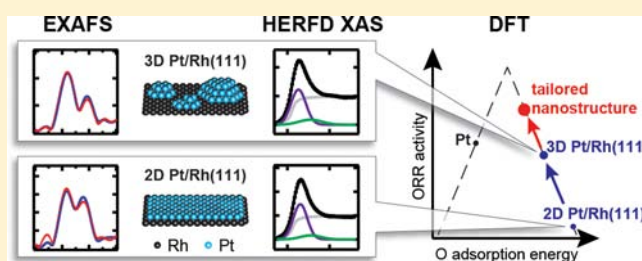 EXAFS
HERFD XAS
DFT
3D Pt/Rh(111)
2D Pt/Rh(111)
Rh
Pt
ORR activity
Pt
tailored
nanostructure
3D Pt/Rh(111)
2D Pt/Rh(111)
O adsorption energy